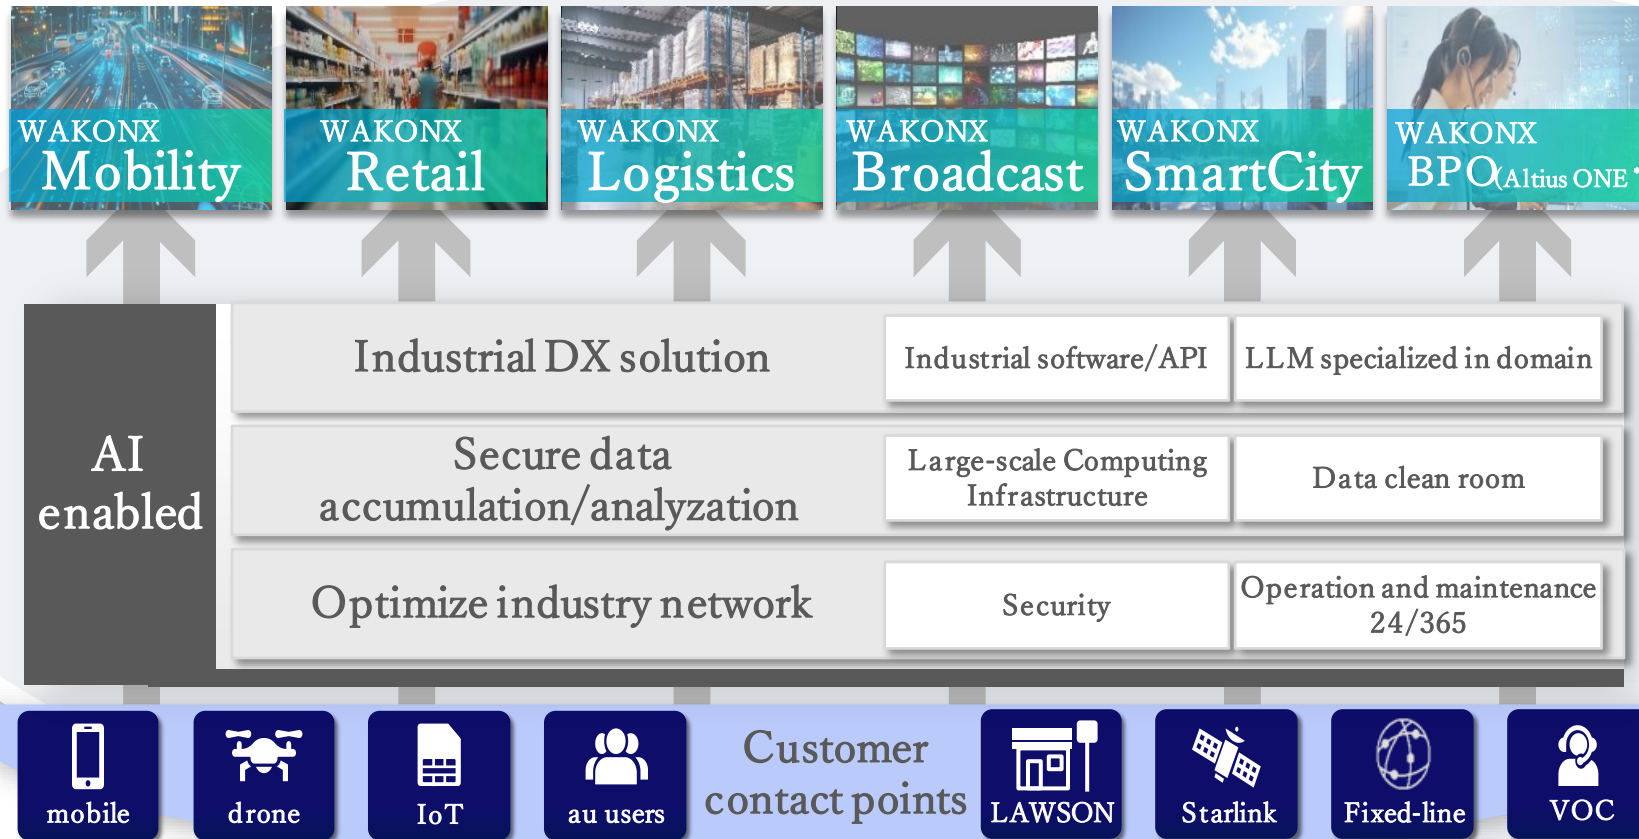 WAKONX
Mobility
WAKONX
Retail
WAKONX
Logistics
WAKONX
Broadcast
WAKONX
SmartCity
WAKONX
BPO(Altius ONE *
AI
enabled
Industrial DX solution
Industrial software/API
LLM specialized in domain
Secure data
accumulation/analyzation
Large-scale Computing
Infrastructure
Data clean room
Optimize industry network
Security
Operation and maintenance
24/365
mobile
drone
IoT
au users
Customer
contact points
LAWSON
Starlink
Fixed-line
VOC